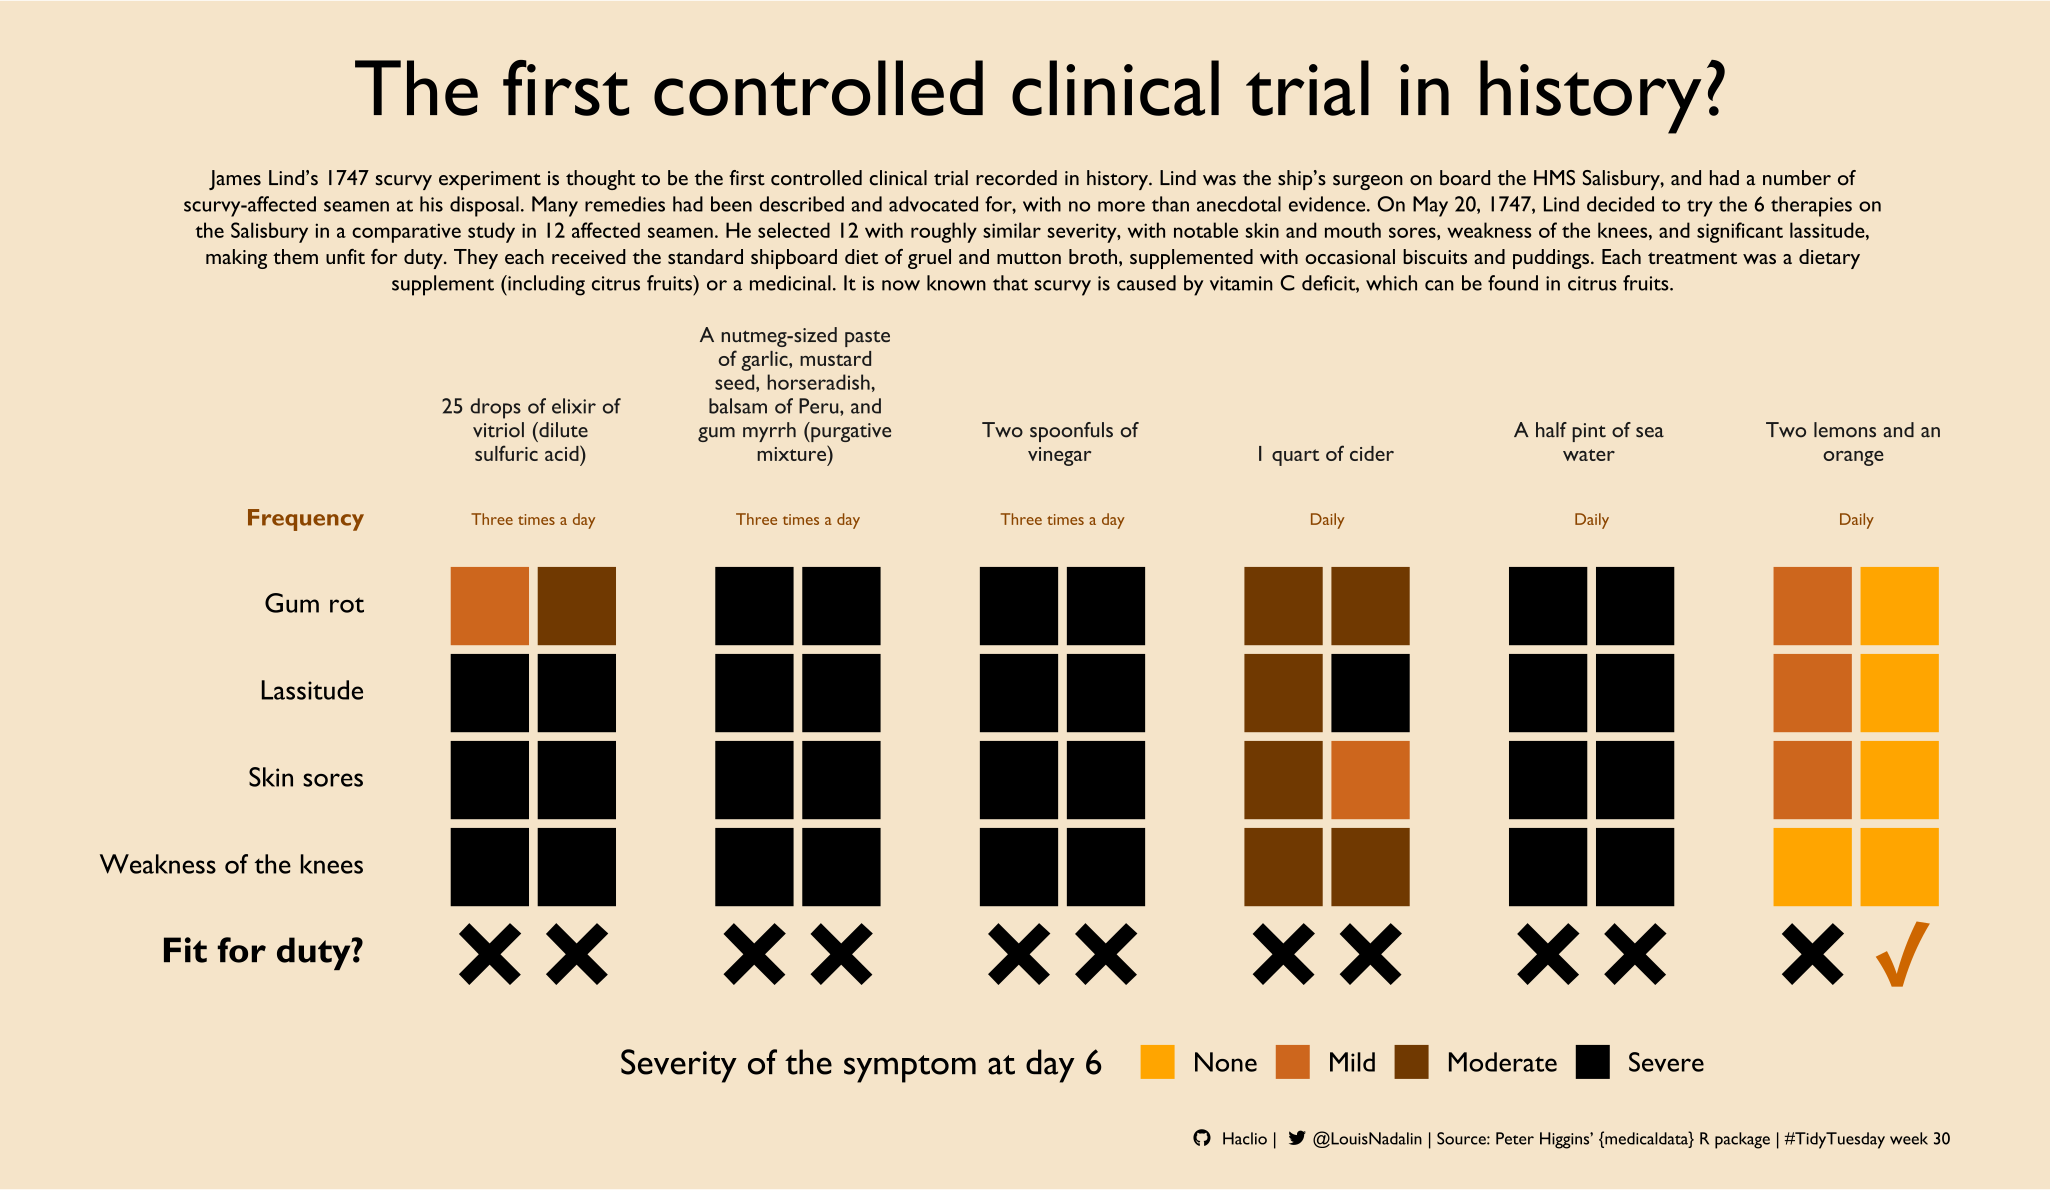 The first controlled clinical trial in history?
James Lind’s 1747 scurvy experiment is thought to be the first controlled clinical trial recorded in history. Lind was the ship’s surgeon on board the HMS Salisbury, and had a number of
scurvy-affected seamen at his disposal. Many remedies had been described and advocated for, with no more than anecdotal evidence. On May 20, 1747, Lind decided to try the 6 therapies on
the Salisbury in a comparative study in 12 affected seamen. He selected 12 with roughly similar severity, with notable skin and mouth sores, weakness of the knees, and significant lassitude,
making them unfit for duty. They each received the standard shipboard diet of gruel and mutton broth, supplemented with occasional biscuits and puddings. Each treatment was a dietary
supplement (including citrus fruits) or a medicinal. It is now known that scurvy is caused by vitamin C deficit, which can be found in citrus fruits.
25 drops of elixir of
vitriol (dilute
sulfuric acid)
A nutmeg-sized paste
of garlic, mustard
seed, horseradish,
balsam of Peru, and
gum myrrh (purgative
mixture)
Two spoonfuls of
vinegar
1 quart of cider
A half pint of sea
water
Two lemons and an
orange
Frequency
Three times a day
Three times a day
Three times a day
Daily
Daily
Daily
Gum rot
Lassitude
Skin sores
Weakness of the knees
Fit for duty?
Severity of the symptom at day 6 None Mild Moderate Severe
Haclio | @LouisNadalin | Source: Peter Higgins’ {medicaldata} R package | #TidyTuesday week 30